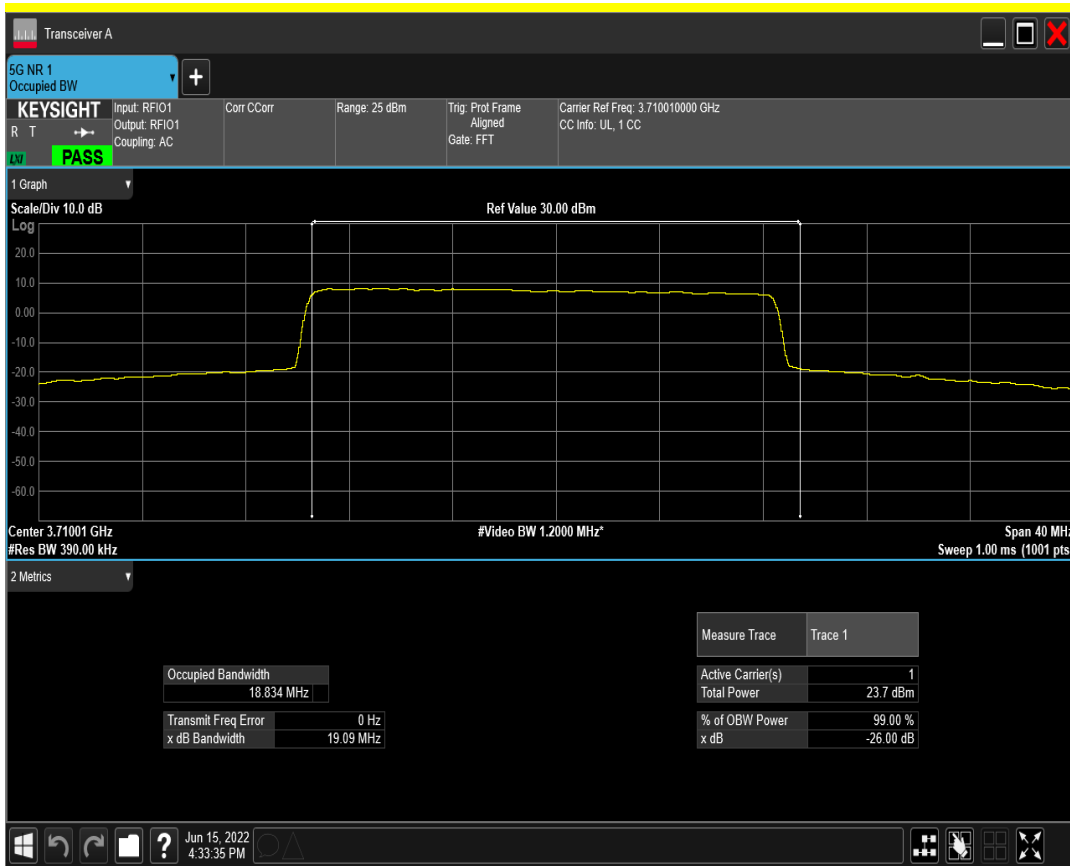 Transceiver A
5G NR 1
Occupied BW
KEYSIGHT
R T
LXI
PASS
Input: RFIO1
Output: RFIO1
Coupling: AC
Corr CCorr
Range: 25 dBm
Trig: Prot Frame
Aligned
Gate: FFT
Carrier Ref Freq: 3.710010000 GHz
CC Info: UL, 1 CC
1 Graph
Scale/Div 10.0 dB
Ref Value 30.00 dBm
Log
20.0
10.0
0.00
-10.0
-20.0
-30.0
-40.0
-50.0
-60.0
Center 3.71001 GHz
#Video BW 1.2000 MHz*
Span 40 MHz
#Res BW 390.00 kHz
Sweep 1.00 ms (1001 pts
2 Metrics
Measure Trace Trace 1
Occupied Bandwidth
18.834 MHz
Active Carrier(s) 1
Total Power 23.7 dBm
Transmit Freq Error 0 Hz
x dB Bandwidth 19.09 MHz
% of OBW Power 99.00 %
x dB -26.00 dB
?
Jun 15, 2022
4:33:35 PM